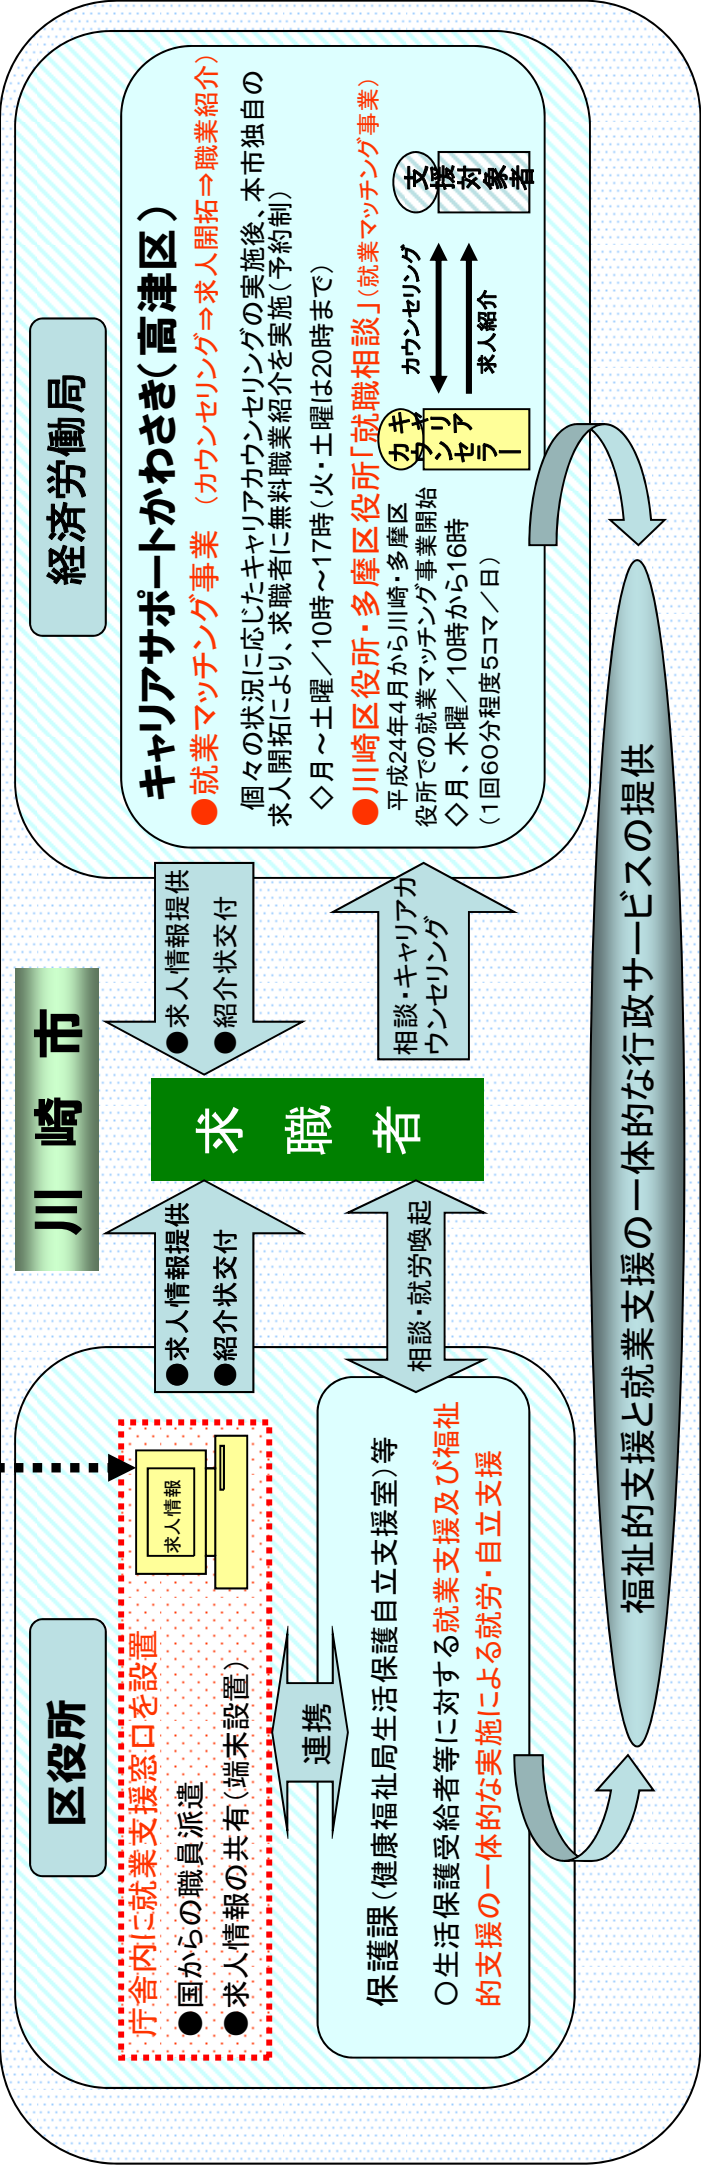 川崎市
区役所
庁舎内に就業支援窓口を設置
●国からの職員派遣
●求人情報の共有(端末設置)
求人情報
連携
保護課(健康福祉局生活保護自立支援室)等
○生活保護受給者等に対する就業支援及び福祉
的支援の一体的な実施による就労・自立支援
●求人情報提供
●紹介状交付
相談・就労喚起
求職者
●求人情報提供
●紹介状交付
相談・キャリアカ
ウンセリング
経済労働局
キャリアサポートかわさき(高津区)
●就業マッチング事業 (カウンセリング⇒求人開拓⇒職業紹介)
個々の状況に応じたキャリアカウンセリングの実施後、本市独自の
求人開拓により、求職者に無料職業紹介を実施(予約制)
◇月~土曜/10時~17時(火・土曜は20時まで)
●川崎区役所・多摩区役所「就職相談」(就業マッチング事業)
平成24年4月から川崎・多摩区
役所での就業マッチング事業開始
◇月、木曜/10時から16時
(1回60分程度5コマ/日)
キャリア
カウンセラー
カウンセリング
求人紹介
支援対象者
福祉的支援と就業支援の一体的な行政サービスの提供